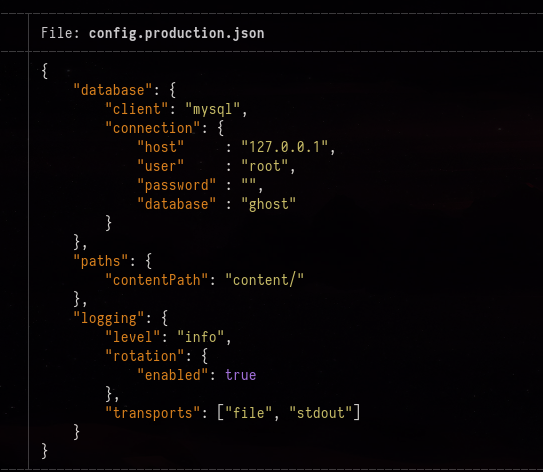 File: config.production.json
{
    "database": {
        "client": "mysql",
        "connection": {
            "host"     : "127.0.0.1",
            "user"     : "root",
            "password" : "",
            "database" : "ghost"
        }
    },
    "paths": {
        "contentPath": "content/"
    },
    "logging": {
        "level": "info",
        "rotation": {
            "enabled": true
        },
        "transports": ["file", "stdout"]
    }
}